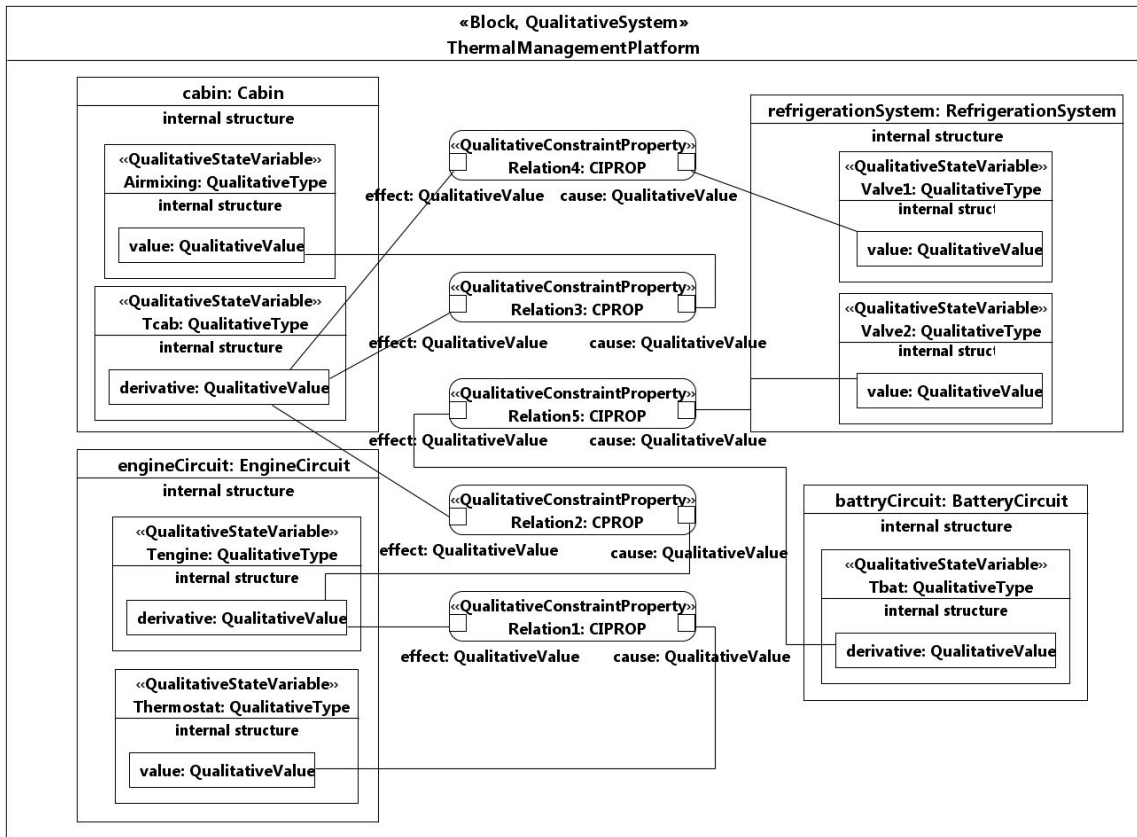 «Block, QualitativeSystem»
ThermalManagementPlatform
cabin: Cabin
internal structure
«QualitativeStateVariable»
Airmixing: QualitativeType
internal structure
value: QualitativeValue
«QualitativeStateVariable»
Tcab: QualitativeType
internal structure
derivative: QualitativeValue
engineCircuit: EngineCircuit
internal structure
«QualitativeStateVariable»
Tengine: QualitativeType
internal structure
derivative: QualitativeValue
«QualitativeStateVariable»
Thermostat: QualitativeType
internal structure
value: QualitativeValue
«QualitativeConstraintProperty»
Relation4: CIPROP
effect: QualitativeValue cause: QualitativeValue
«QualitativeConstraintProperty»
Relation3: CPROP
effect: QualitativeValue cause: QualitativeValue
«QualitativeConstraintProperty»
Relation5: CIPROP
effect: QualitativeValue cause: QualitativeValue
«QualitativeConstraintProperty»
Relation2: CPROP
effect: QualitativeValue cause: QualitativeValue
«QualitativeConstraintProperty»
Relation1: CIPROP
effect: QualitativeValue cause: QualitativeValue
refrigerationSystem: RefrigerationSystem
internal structure
«QualitativeStateVariable»
Valve1: QualitativeType
internal struct
value: QualitativeValue
«QualitativeStateVariable»
Valve2: QualitativeType
internal struct
value: QualitativeValue
battryCircuit: BatteryCircuit
internal structure
«QualitativeStateVariable»
Tbat: QualitativeType
internal structure
derivative: QualitativeValue